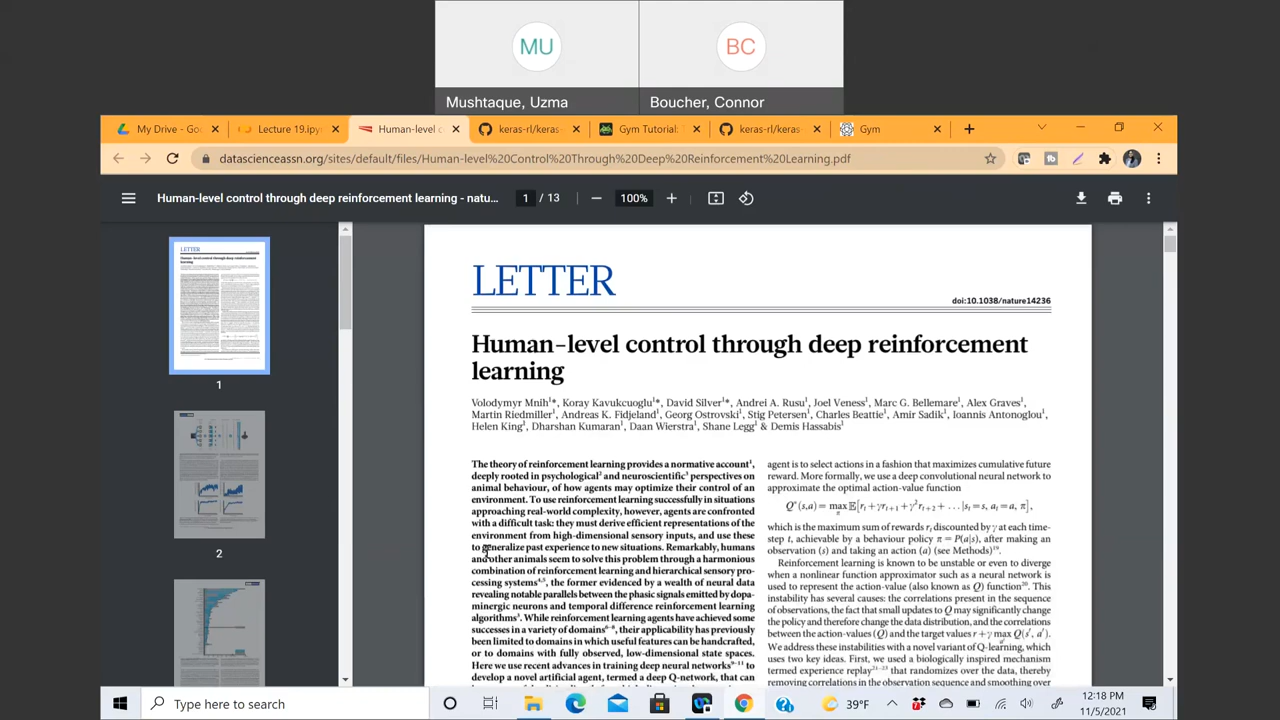 MU
BC
Mushtaque, Uzma
Boucher, Connor
My Drive - Goo
Lecture 19.ipyn
Human-level c
keras-rl/keras-
Gym Tutorial:
keras-rl/keras-
Gym
datascienceassn.org/sites/default/files/Human-level%20Control%20Through%20Deep%20Reinforcement%20Learning.pdf
Human-level control through deep reinforcement learning - natu...
1 / 13
100%
1
2
LETTER
doi:10.1038/nature14236
Human-level control through deep reinforcement
learning
Volodymyr Mnih¹*, Koray Kavukcuoglu¹*, David Silver¹*, Andrei A. Rusu¹, Joel Veness¹, Marc G. Bellemare¹, Alex Graves¹,
Martin Riedmiller¹, Andreas K. Fidjeland¹, Georg Ostrovski¹, Stig Petersen¹, Charles Beattie¹, Amir Sadik¹, Ioannis Antonoglou¹,
Helen King¹, Dharshan Kumaran¹, Daan Wierstra¹, Shane Legg¹ & Demis Hassabis¹
The theory of reinforcement learning provides a normative account¹,
deeply rooted in psychological² and neuroscientific³ perspectives on
animal behaviour, of how agents may optimize their control of an
environment. To use reinforcement learning successfully in situations
approaching real-world complexity, however, agents are confronted
with a difficult task: they must derive efficient representations of the
environment from high-dimensional sensory inputs, and use these
to generalize past experience to new situations. Remarkably, humans
and other animals seem to solve this problem through a harmonious
combination of reinforcement learning and hierarchical sensory pro-
cessing systems⁴,⁵, the former evidenced by a wealth of neural data
revealing notable parallels between the phasic signals emitted by dopa-
minergic neurons and temporal difference reinforcement learning
algorithms³. While reinforcement learning agents have achieved some
successes in a variety of domains⁶⁻⁸, their applicability has previously
been limited to domains in which useful features can be handcrafted,
or to domains with fully observed, low-dimensional state spaces.
Here we use recent advances in training deep neural networks⁹⁻¹¹ to
develop a novel artificial agent, termed a deep Q-network, that can
agent is to select actions in a fashion that maximizes cumulative future
reward. More formally, we use a deep convolutional neural network to
approximate the optimal action-value function
Q*(s,a) = max π 𝔼[rₜ + γrₜ₊₁ + γ²rₜ₊₂ + ... |sₜ = s, aₜ = a, π],
which is the maximum sum of rewards rₜ discounted by γ at each time-
step t, achievable by a behaviour policy π = P(a|s), after making an
observation (s) and taking an action (a) (see Methods)¹⁹.
Reinforcement learning is known to be unstable or even to diverge
when a nonlinear function approximator such as a neural network is
used to represent the action-value (also known as Q) function²⁰. This
instability has several causes: the correlations present in the sequence
of observations, the fact that small updates to Q may significantly change
the policy and therefore change the data distribution, and the correlations
between the action-values (Q) and the target values r + γ max a′ Q(s′, a′).
We address these instabilities with a novel variant of Q-learning, which
uses two key ideas. First, we used a biologically inspired mechanism
termed experience replay²¹⁻²³ that randomizes over the data, thereby
removing correlations in the observation sequence and smoothing over
Type here to search
39°F
12:18 PM
11/5/2021